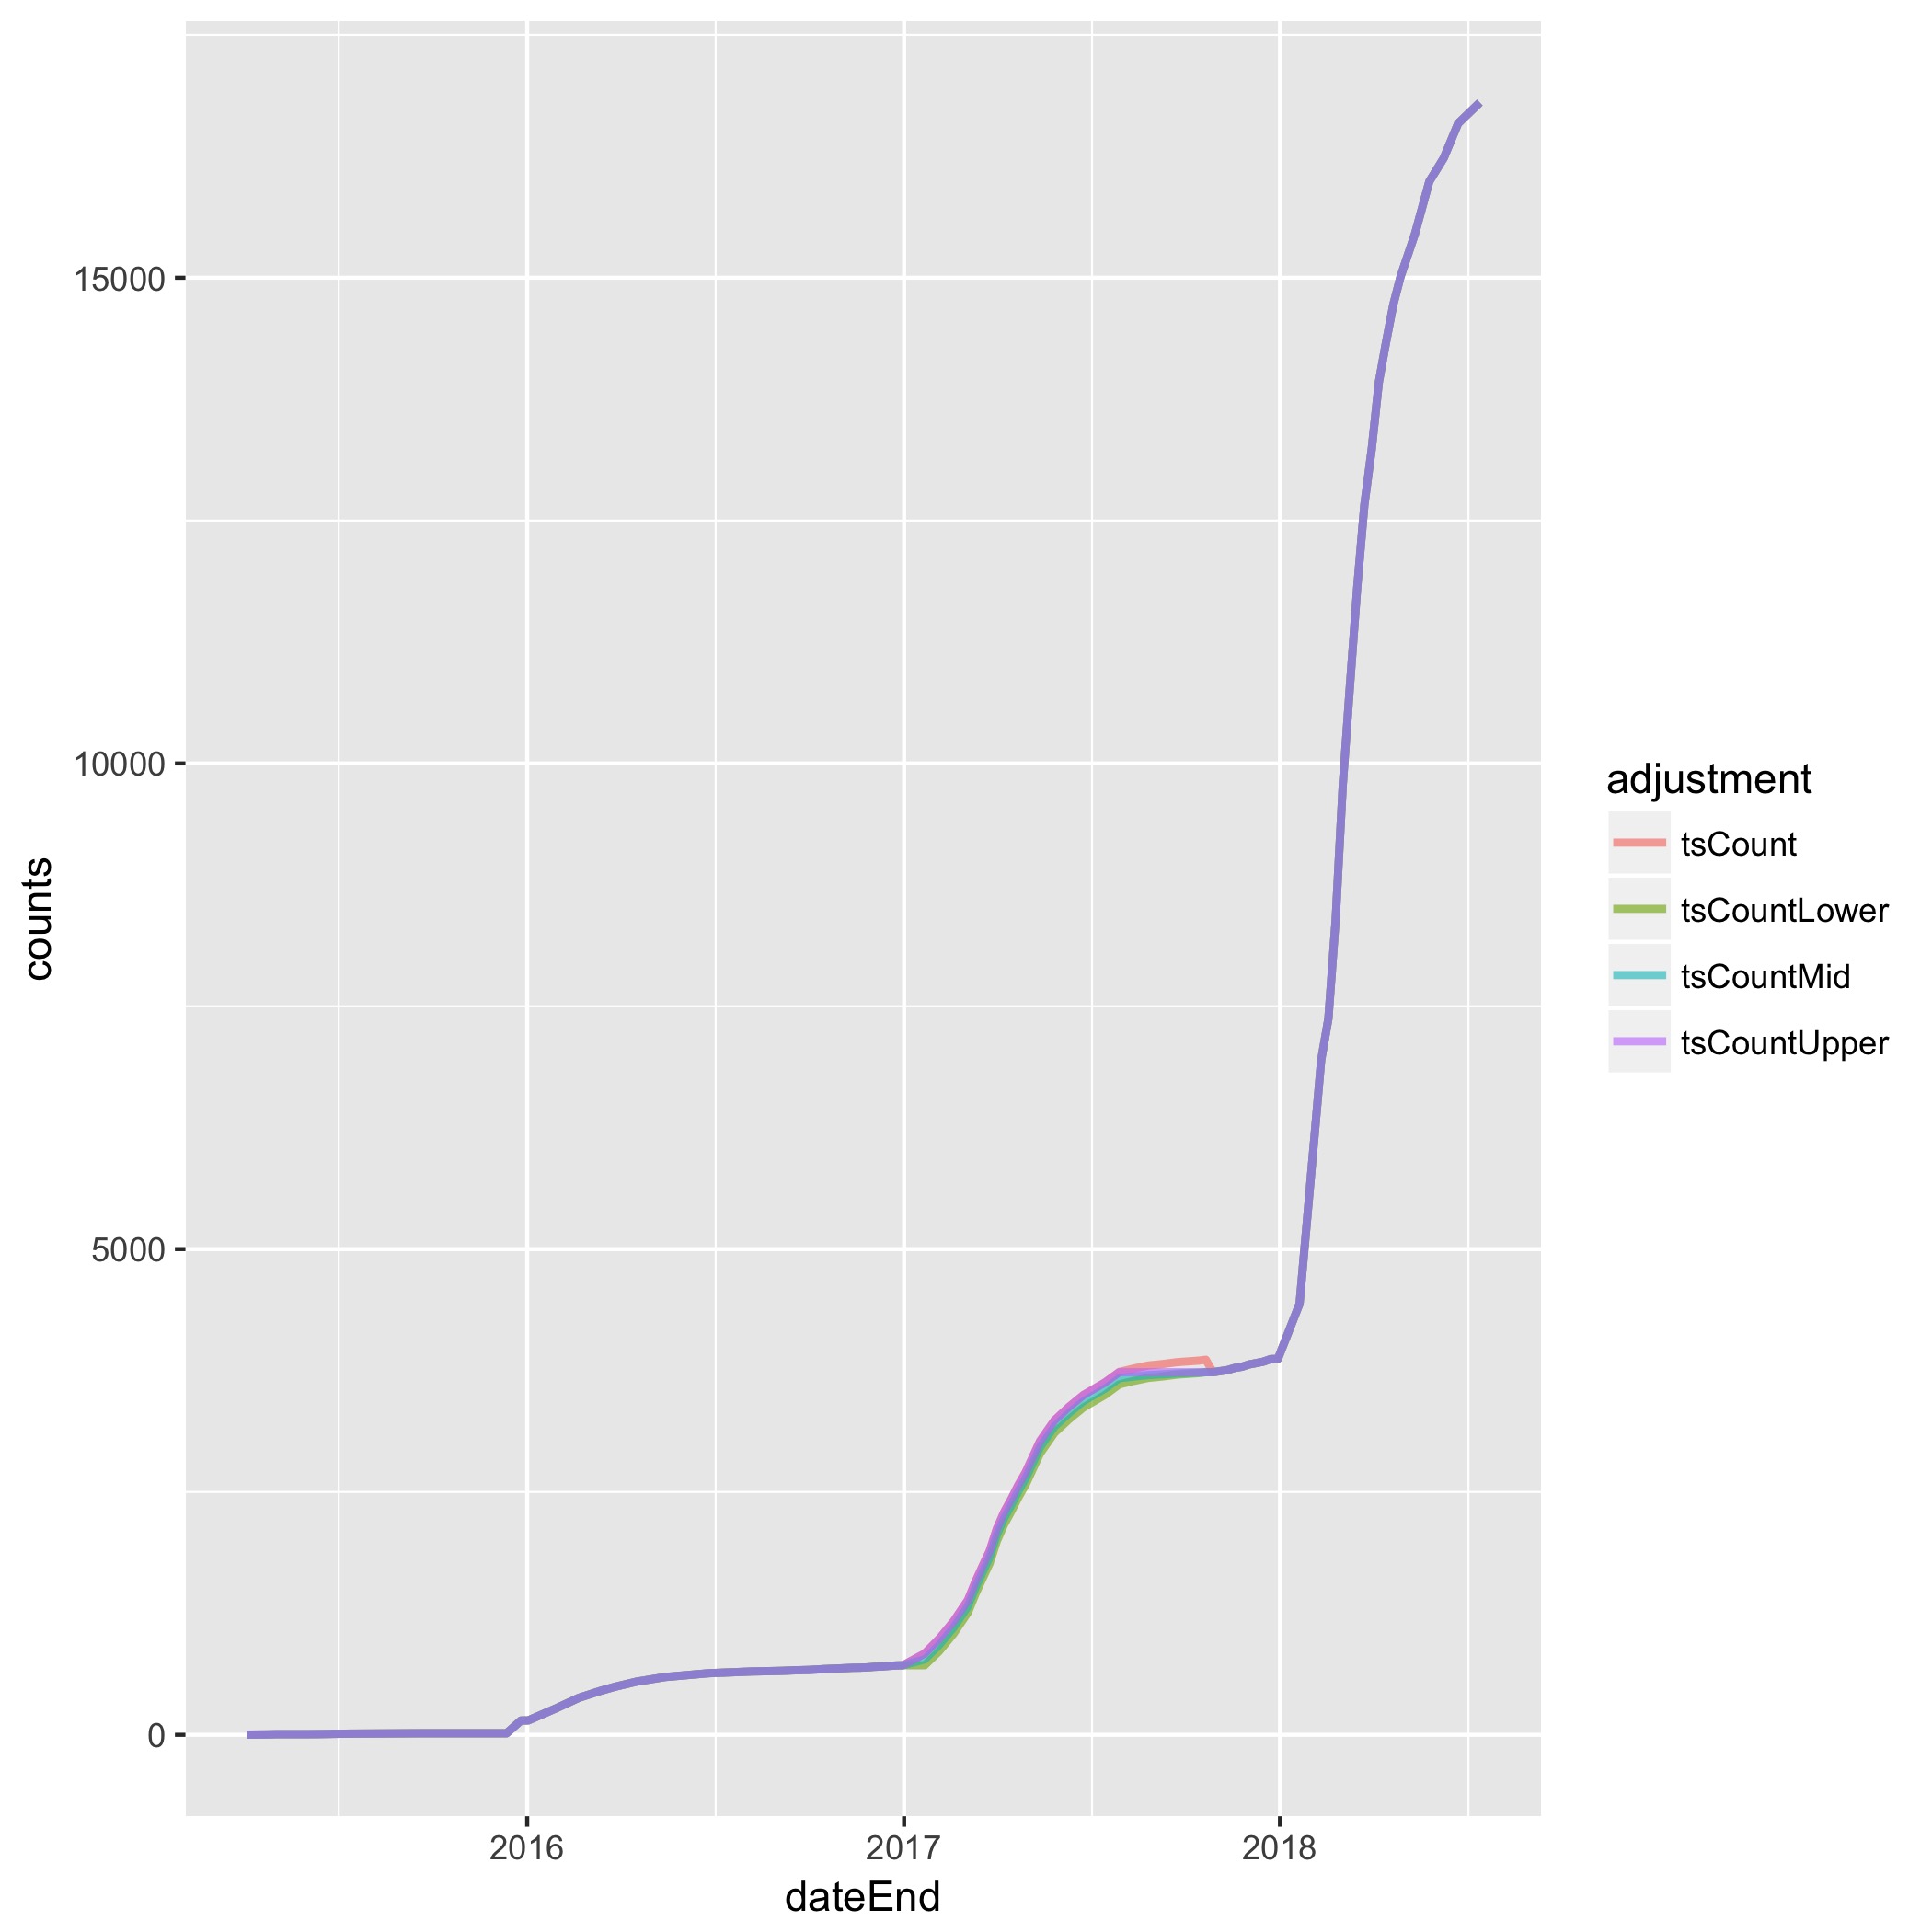 counts
15000
10000
5000
0
2016
2017
2018
dateEnd
adjustment
tsCount
tsCountLower
tsCountMid
tsCountUpper